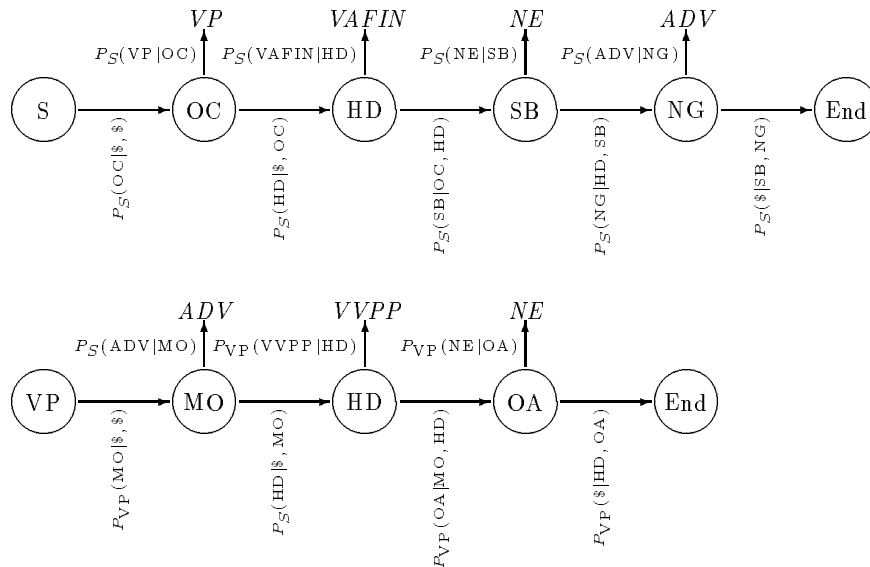 VP VAFIN NE ADV
P_S(VP|OC) P_S(VAFIN|HD) P_S(NE|SB) P_S(ADV|NG)
S OC HD SB NG End
P_S(OC|$, $) P_S(HD|$, OC) P_S(SB|OC, HD) P_S(NG|HD, SB) P_S($|SB, NG)
ADV VVPP NE
P_S(ADV|MO) P_VP(VVPP|HD) P_VP(NE|OA)
VP MO HD OA End
P_VP(MO|$, $) P_S(HD|$, MO) P_VP(OA|MO, HD) P_VP($|HD, OA)